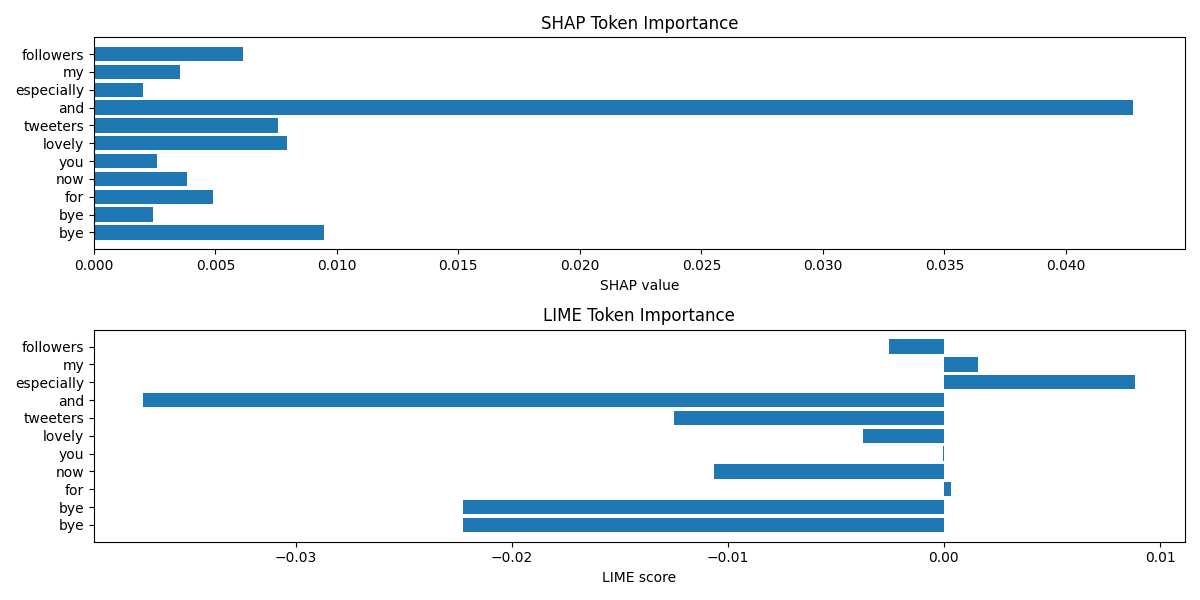 SHAP Token Importance
followers
my
especially
and
tweeters
lovely
you
now
for
bye
bye
0.000 0.005 0.010 0.015 0.020 0.025 0.030 0.035 0.040
SHAP value
LIME Token Importance
followers
my
especially
and
tweeters
lovely
you
now
for
bye
bye
−0.03 −0.02 −0.01 0.00 0.01
LIME score